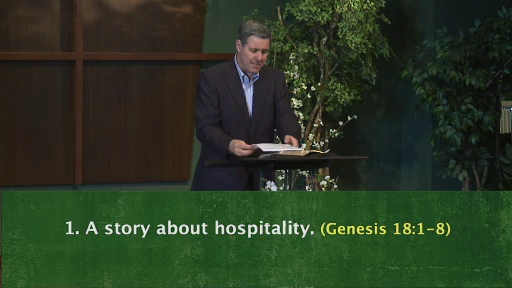 1. A story about hospitality. (Genesis 18:1–8)